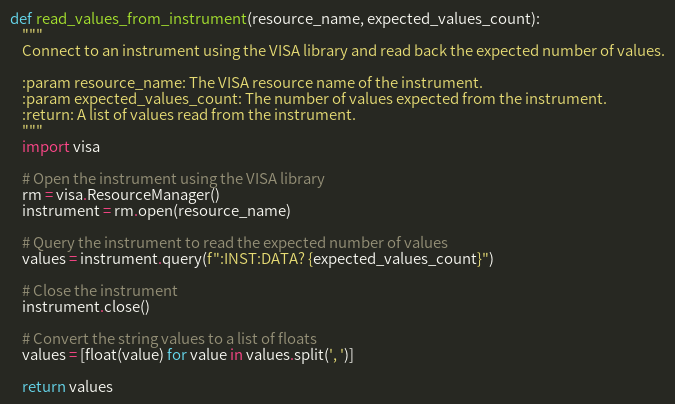 def read_values_from_instrument(resource_name, expected_values_count):
"""
Connect to an instrument using the VISA library and read back the expected number of values.
:param resource_name: The VISA resource name of the instrument.
:param expected_values_count: The number of values expected from the instrument.
:return: A list of values read from the instrument.
"""
import visa
# Open the instrument using the VISA library
rm = visa.ResourceManager()
instrument = rm.open(resource_name)
# Query the instrument to read the expected number of values
values = instrument.query(f":INST:DATA? {expected_values_count}")
# Close the instrument
instrument.close()
# Convert the string values to a list of floats
values = [float(value) for value in values.split(', ')]
return values